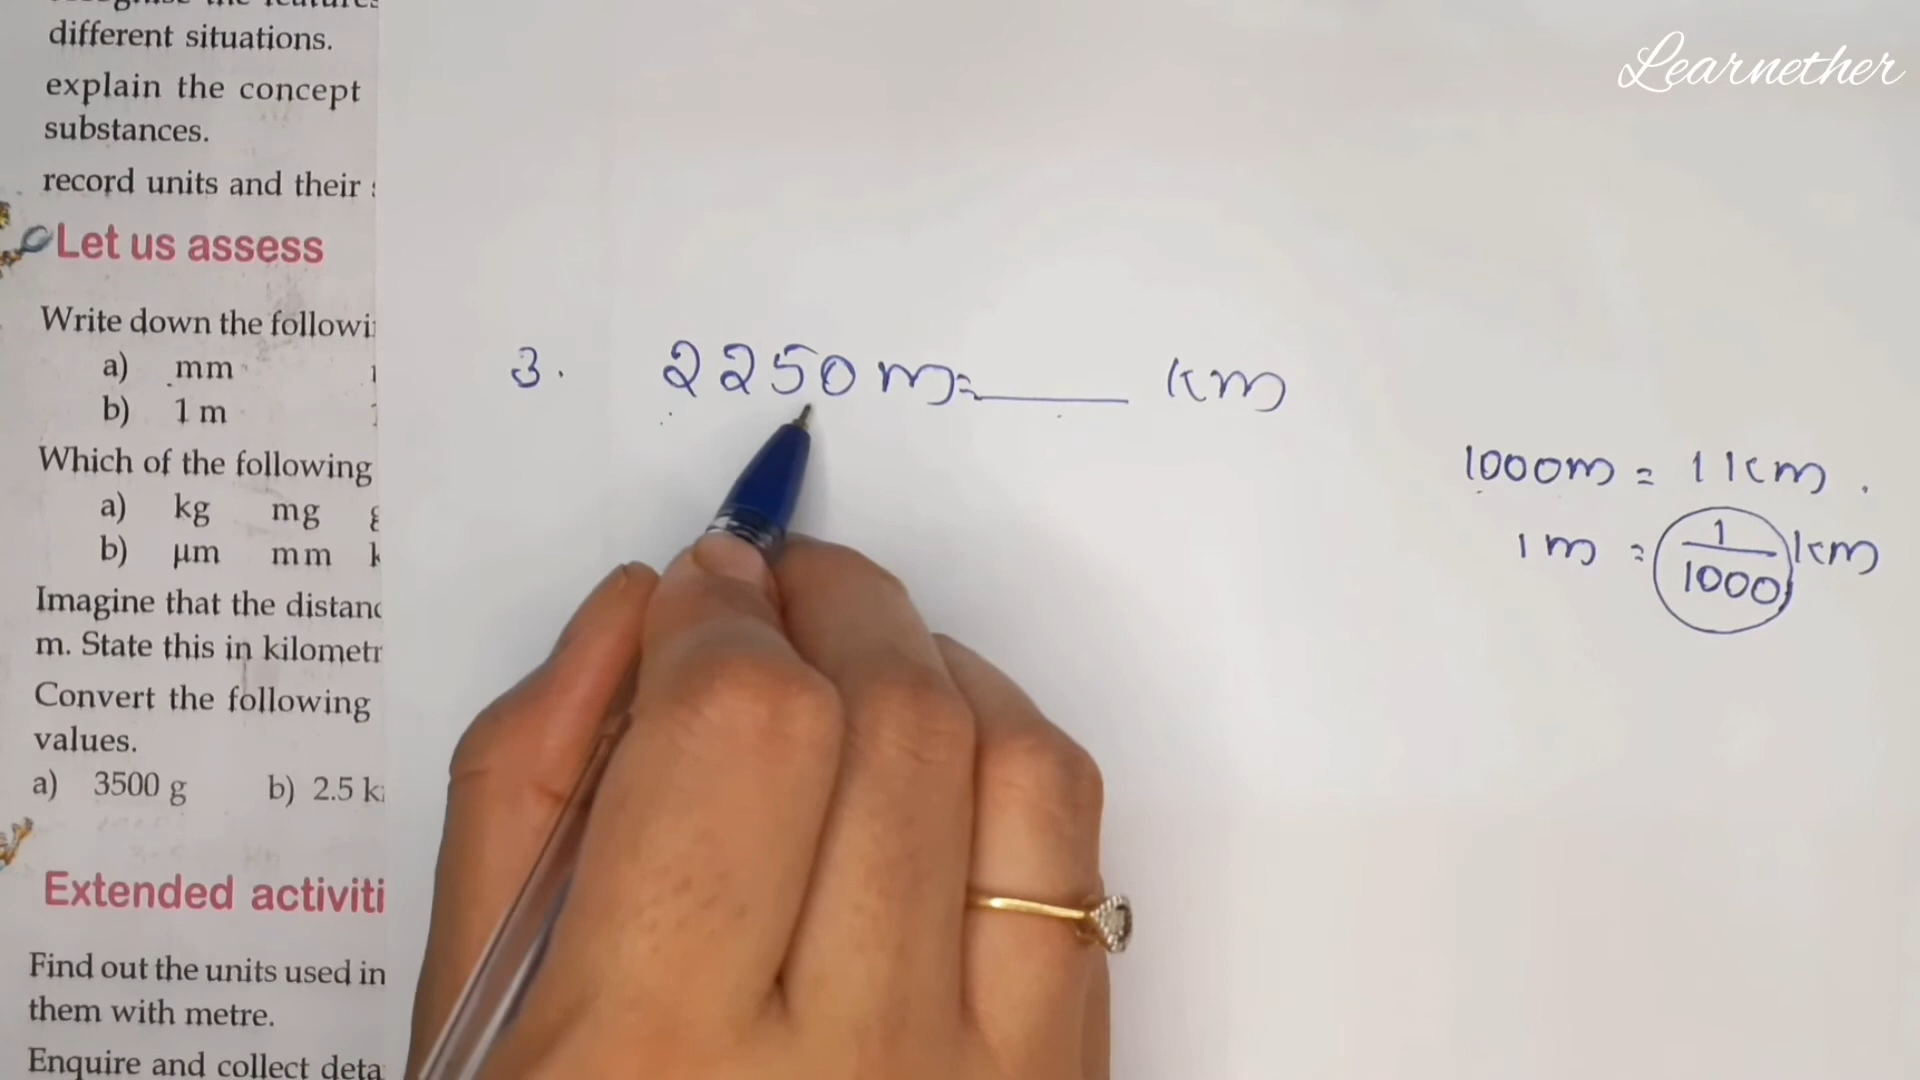 different situations.
explain the concept
substances.
record units and their
Let us assess
Write down the followi
a) mm
b) 1 m
Which of the following
a) kg mg
b) μm mm
Imagine that the distanc
m. State this in kilometr
Convert the following
values.
a) 3500 g b) 2.5 k
Extended activiti
Find out the units used in
them with metre.
Enquire and collect deta
Learnether
3. 2250 m = ____ km
1000m = 1 km.
1 m = 1/1000 km